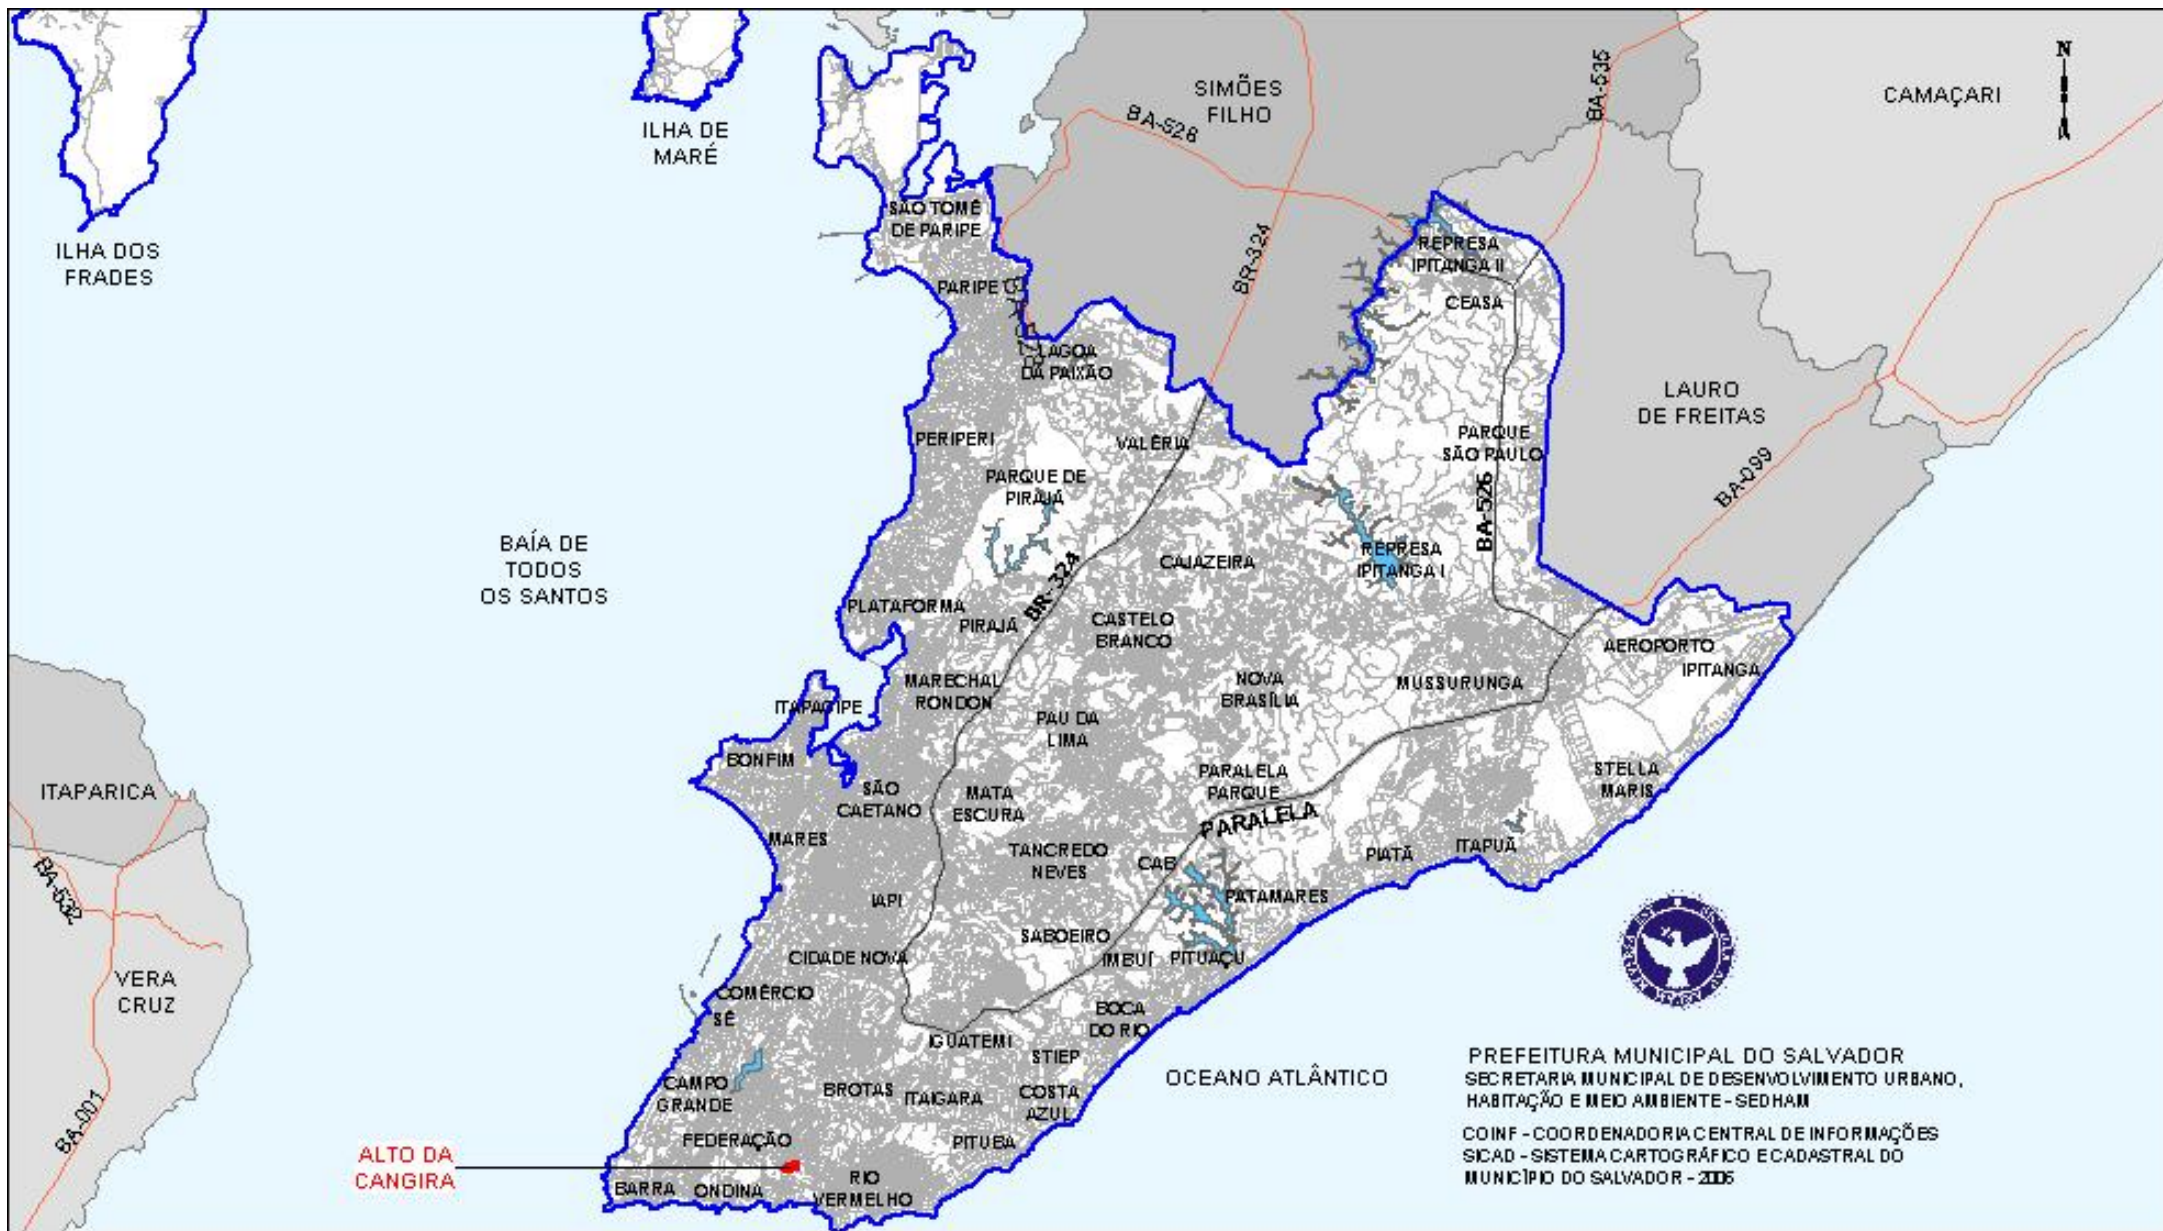 N
SIMÕES
FILHO
BA-535
CAMAÇARI
BA-526
ILHA DE
MARÉ
SÃO TOMÉ
DE PARIPE
ILHA DOS
FRADES
BR-324
REPRESA
IPITANGA II
PARIPE
CEASA
LAGOA
DA PAIXÃO
LAURO
DE FREITAS
PERIPERI
VALÉRIA
PARQUE
SÃO PAULO
PARQUE DE
PIRAJÁ
BA-099
BA-526
BAÍA DE
TODOS
OS SANTOS
CAJAZEIRA
REPRESA
IPITANGA I
BR-324
PLATAFORMA
PIRAJÁ
CASTELO
BRANCO
AEROPORTO
IPITANGA
MARECHAL
RONDON
NOVA
BRASÍLIA
MUSSURUNGA
ITAPAGIPE
PAU DA
LIMA
BONFIM
PARALELA
PARQUE
STELLA
MARIS
ITAPARICA
SÃO
CAETANO
MATA
ESCURA
PARALELA
MARES
TANCREDO
NEVES
CAB
PIATÃ
ITAPUÃ
BA-532
IAPI
PATAMARES
SABOEIRO
CIDADE NOVA
IMBUÍ
PITUAÇU
VERA
CRUZ
COMÉRCIO
SÉ
BOCA
DO RIO
IGUATEMI
STIEP
OCEANO ATLÂNTICO
PREFEITURA MUNICIPAL DO SALVADOR
SECRETARIA MUNICIPAL DE DESENVOLVIMENTO URBANO,
HABITAÇÃO E MEIO AMBIENTE - SEDHAM
CAMPO
GRANDE
BROTAS
ITAIGARA
COSTA
AZUL
BA-001
COINF - COORDENADORIA CENTRAL DE INFORMAÇÕES
SICAD - SISTEMA CARTOGRÁFICO E CADASTRAL DO
MUNICÍPIO DO SALVADOR - 2006
FEDERAÇÃO
PITUBA
ALTO DA
CANGIRA
BARRA
ONDINA
RIO
VERMELHO